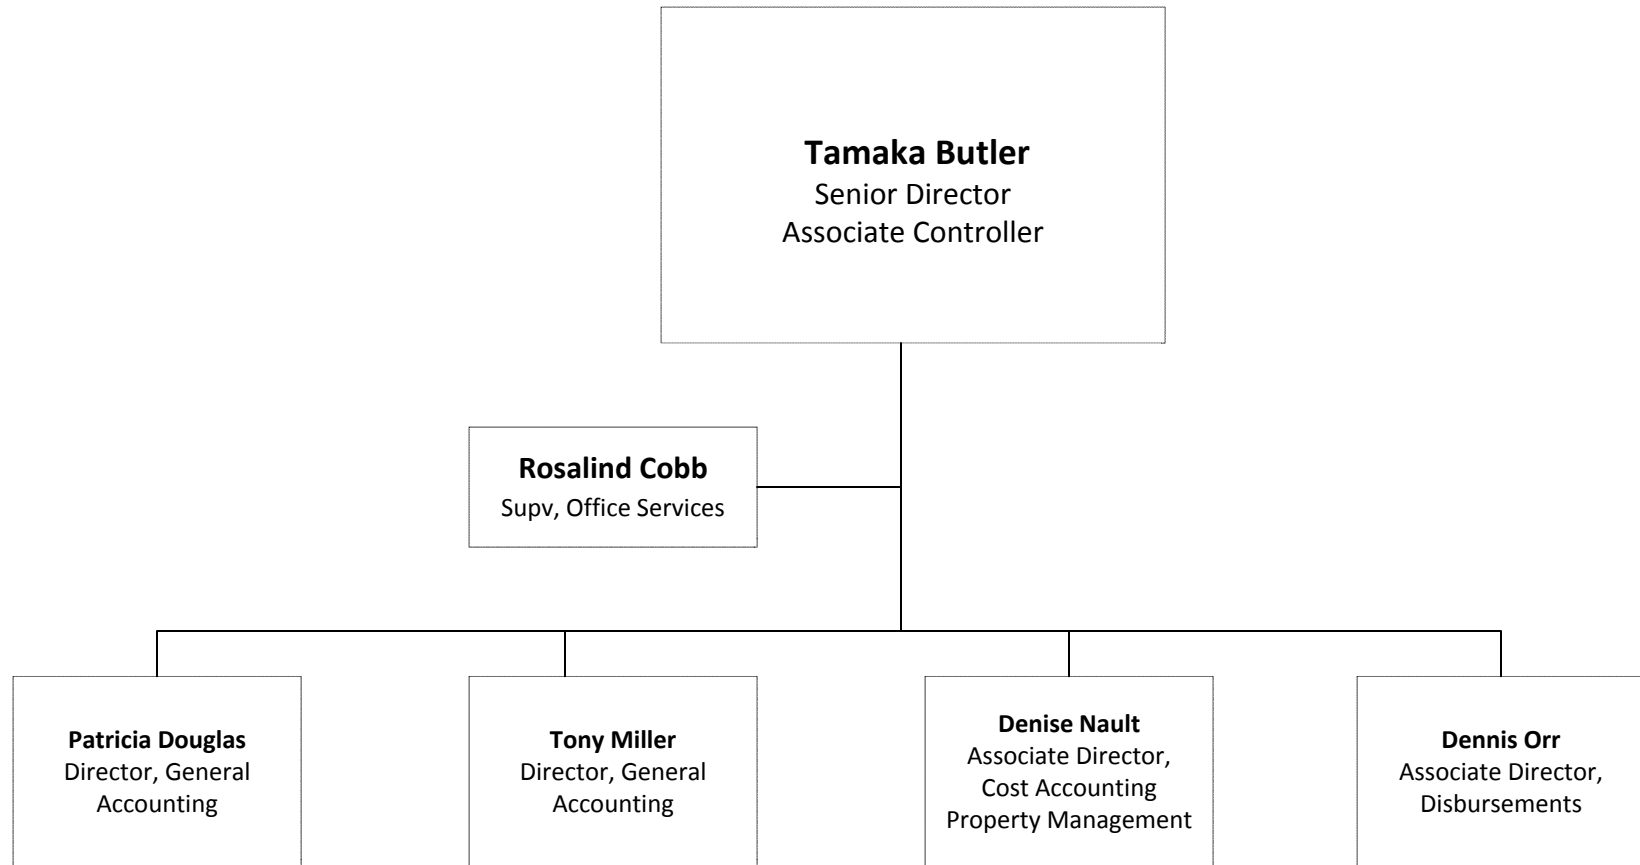 Tamaka Butler
Senior Director
Associate Controller
Rosalind Cobb
Supv, Office Services
Patricia Douglas
Director, General
Accounting
Tony Miller
Director, General
Accounting
Denise Nault
Associate Director,
Cost Accounting
Property Management
Dennis Orr
Associate Director,
Disbursements